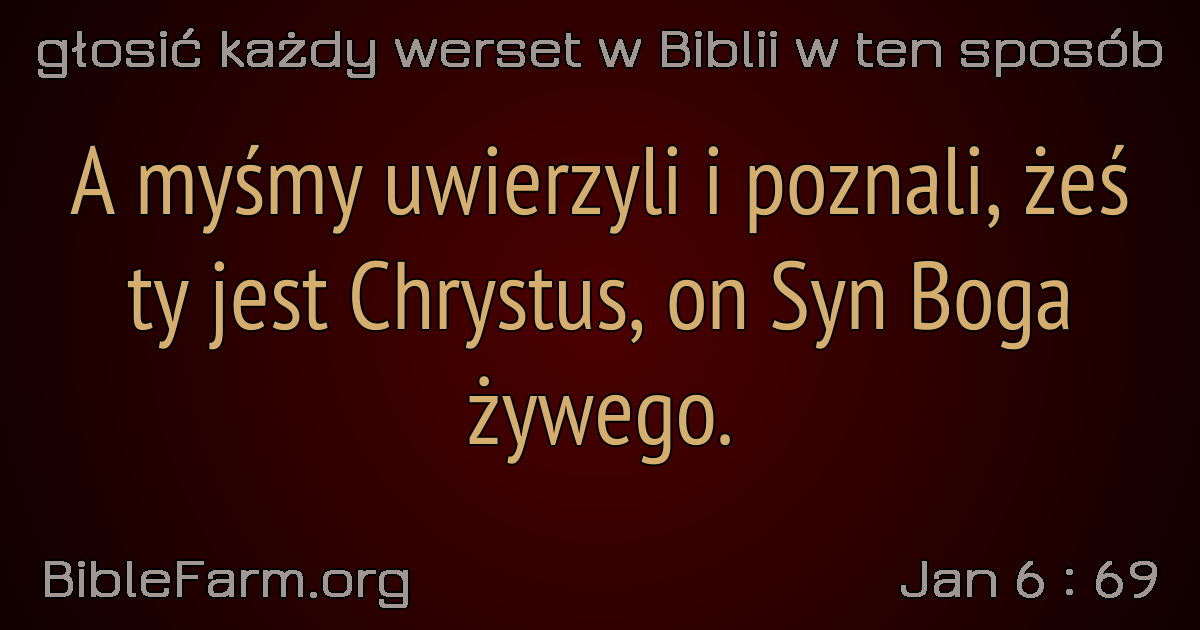 głosić każdy werset w Biblii w ten sposób
A myśmy uwierzyli i poznali, żeś
ty jest Chrystus, on Syn Boga
żywego.
BibleFarm.org
Jan 6 : 69